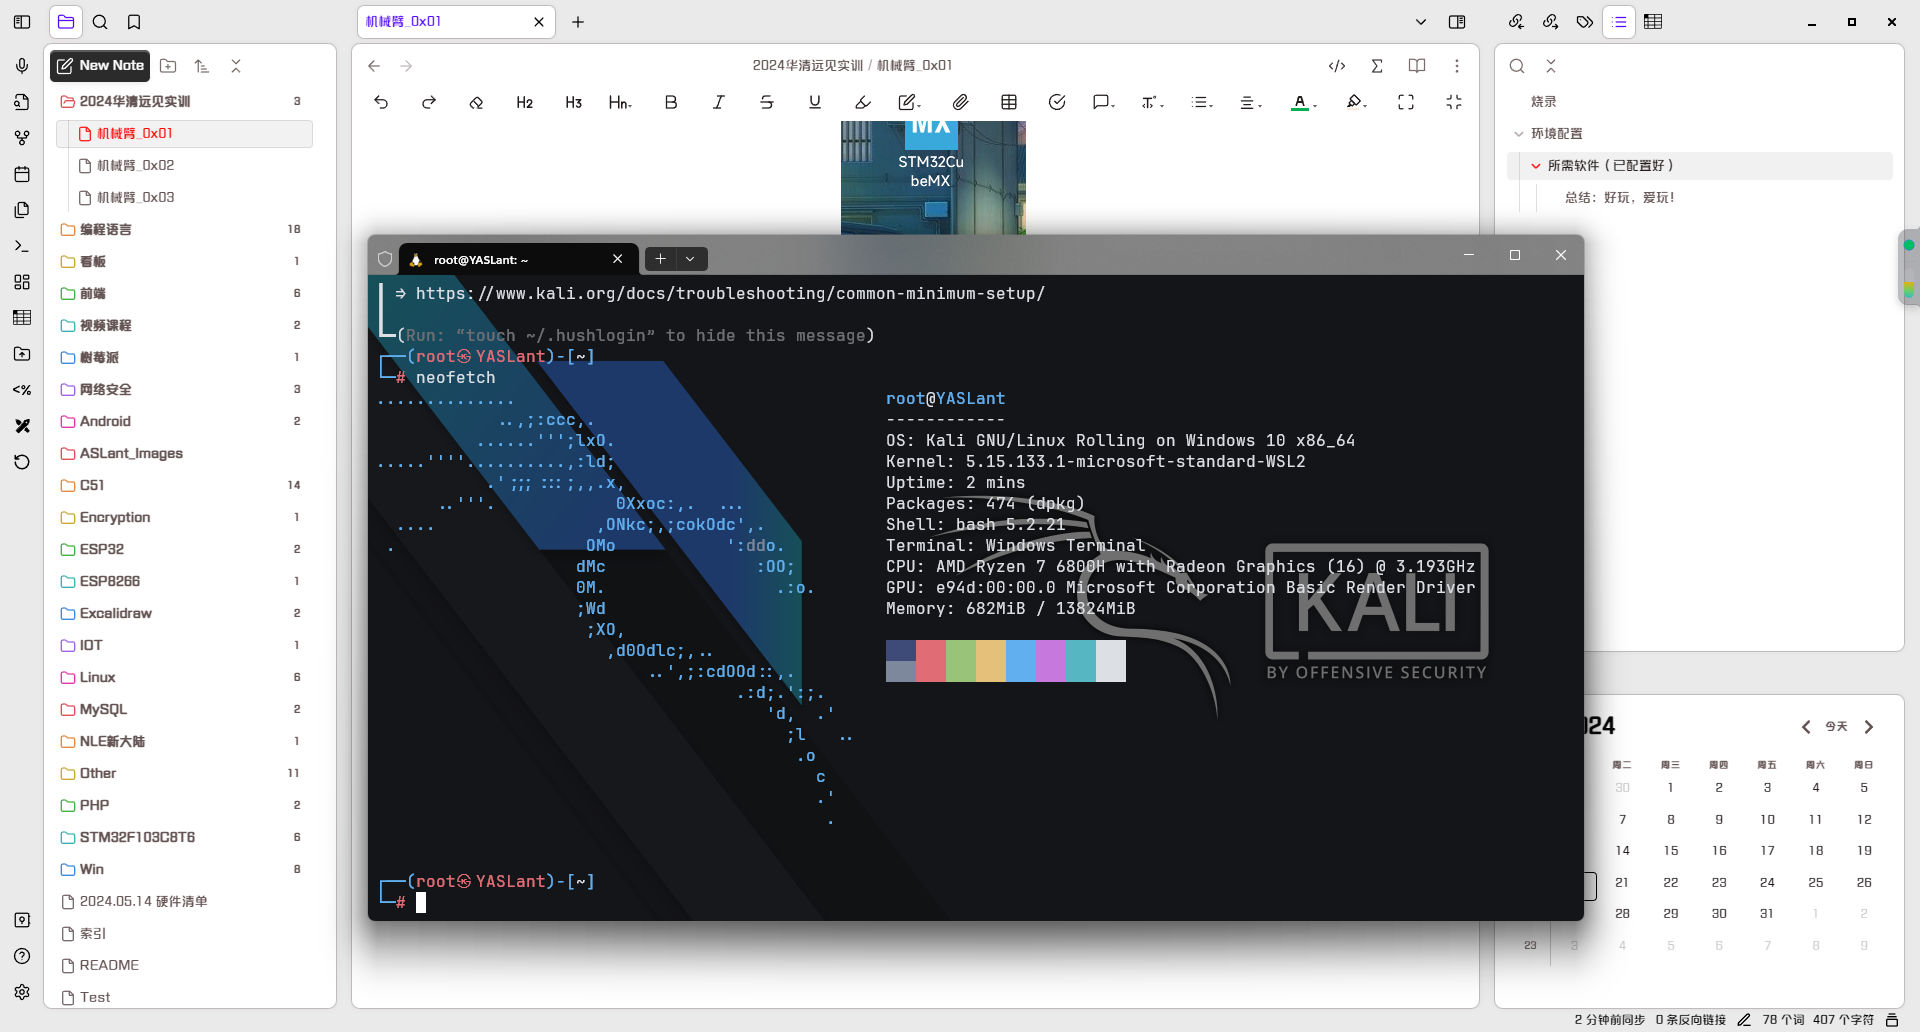 机械臂_0x01
New Note
2024华清远见实训 3
机械臂_0x01
机械臂_0x02
机械臂_0x03
编程语言 18
看板 1
前端 6
视频课程 2
树莓派 1
网络安全 3
Android 2
ASLant_Images
C51 14
Encryption 1
ESP32 2
ESP8266 1
Excalidraw 2
IOT 1
Linux 6
MySQL 2
NLE新大陆 1
Other 11
PHP 2
STM32F103C8T6 6
Win 8
2024.05.14 硬件清单
索引
README
Test
2024华清远见实训 / 机械臂_0x01
H2 H3 Hn B I S U
MX
STM32Cu
beMX
烧录
环境配置
所需软件（已配置好）
总结：好玩，爱玩！
root@YASLant: ~
⇒ https://www.kali.org/docs/troubleshooting/common-minimum-setup/
(Run: “touch ~/.hushlogin” to hide this message)
┌──(root㉿YASLant)-[~]
└─# neofetch
..............
..,;:ccc,.
......''';lxO.
.....''''..........,:ld;
.';;;:::;,,.x,
..'''. 0Xxoc:,. ...
.... ,ONkc;,;cokOdc',.
. OMo ':ddo.
dMc :OO;
0M. .:o.
;Wd
;XO,
,d0Odlc;,..
..',;:cdOOd::,.
.:d;.':;.
'd, .'
;l ..
.o
c
.'
.
root@YASLant
------------
OS: Kali GNU/Linux Rolling on Windows 10 x86_64
Kernel: 5.15.133.1-microsoft-standard-WSL2
Uptime: 2 mins
Packages: 474 (dpkg)
Shell: bash 5.2.21
Terminal: Windows Terminal
CPU: AMD Ryzen 7 6800H with Radeon Graphics (16) @ 3.193GHz
GPU: e94d:00:00.0 Microsoft Corporation Basic Render Driver
Memory: 682MiB / 13824MiB
KALI
BY OFFENSIVE SECURITY
┌──(root㉿YASLant)-[~]
└─#
024 今天
周二 周三 周四 周五 周六 周日
30 1 2 3 4 5
7 8 9 10 11 12
14 15 16 17 18 19
21 22 23 24 25 26
28 29 30 31 1 2
23 3 4 5 6 7 8 9
2 分钟前同步 0 条反向链接 78 个词 407 个字符